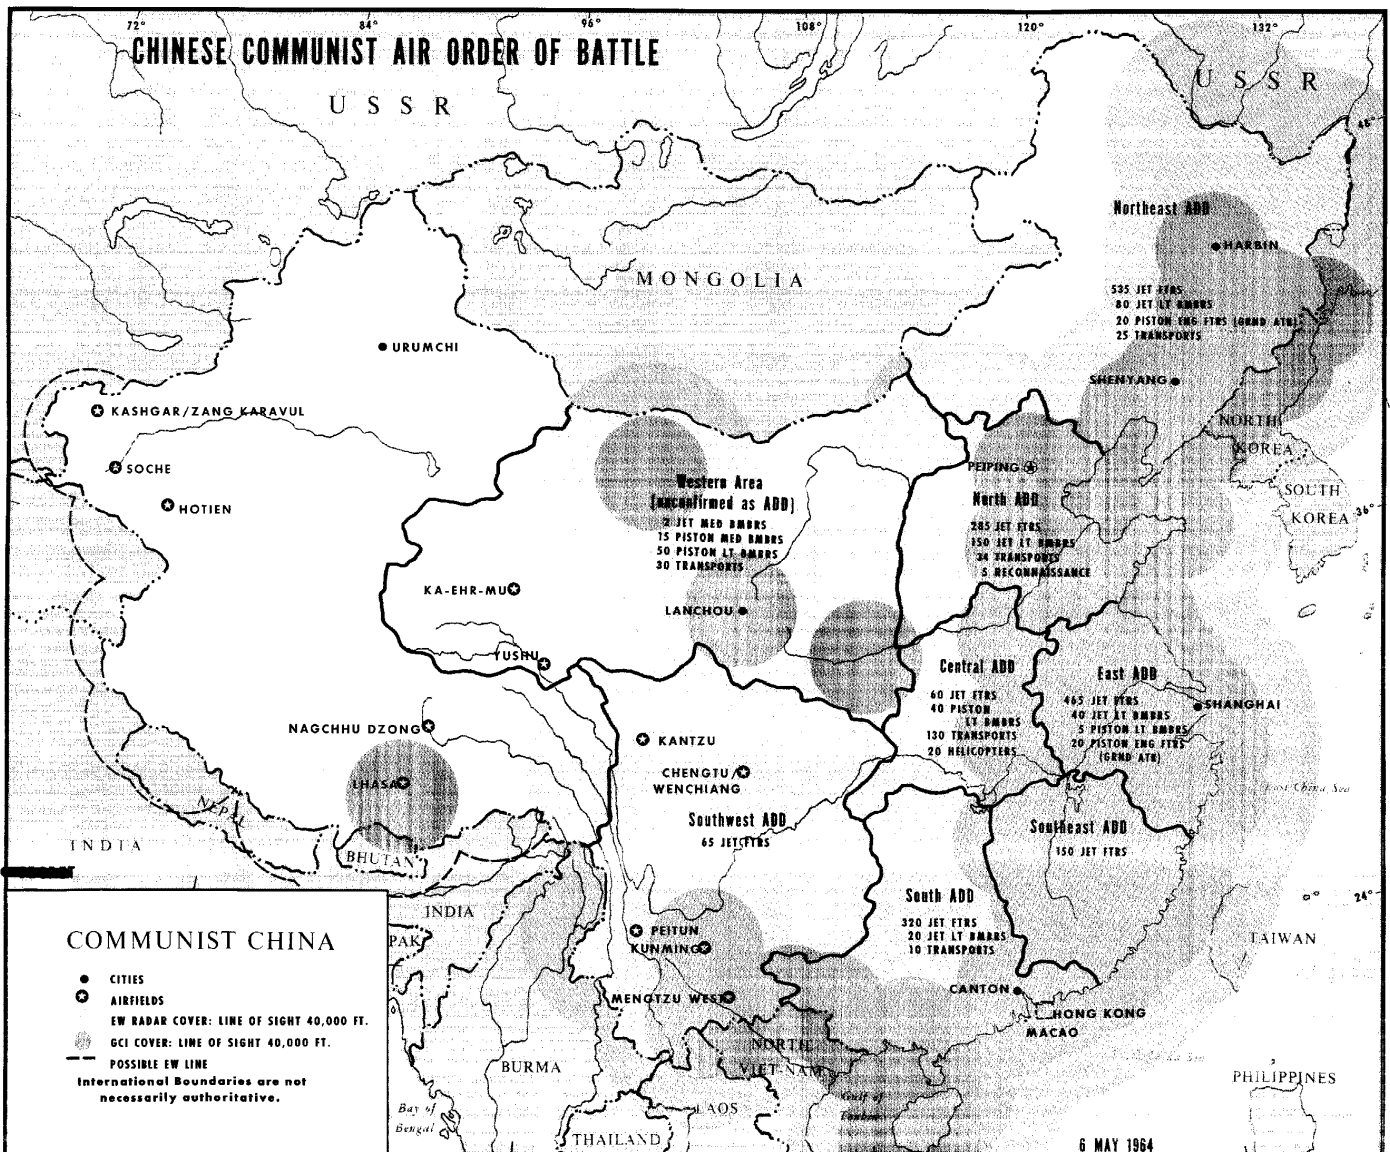 72°
84°
96°
108°
120°
132°
CHINESE COMMUNIST AIR ORDER OF BATTLE
USSR
USSR
48°
Northeast ADD
HARBIN
MONGOLIA
535 JET FTRS
80 JET LT BMBRS
20 PISTON ENG FTRS (GRND ATK)
25 TRANSPORTS
URUMCHI
SHENYANG
KASHGAR/ZANG KARAVUL
NORTH
KOREA
SOCHE
PEIPING
HOTIEN
Western Area
(unconfirmed as ADD)
2 JET MED BMBRS
15 PISTON MED BMBRS
50 PISTON LT BMBRS
30 TRANSPORTS
North ADD
285 JET FTRS
150 JET LT BMBRS
34 TRANSPORTS
5 RECONNAISSANCE
SOUTH
KOREA
36°
KA-EHR-MU
LANCHOU
YUSHU
Central ADD
60 JET FTRS
40 PISTON
LT BMBRS
130 TRANSPORTS
20 HELICOPTERS
East ADD
465 JET FTRS
40 JET LT BMBRS
5 PISTON LT BMBRS
20 PISTON ENG FTRS
(GRND ATK)
SHANGHAI
NAGCHHU DZONG
KANTZU
LHASA
CHENGTU/
WENCHIANG
East China Sea
NEPAL
Southwest ADD
65 JET FTRS
Southeast ADD
150 JET FTRS
INDIA
BHUTAN
South ADD
320 JET FTRS
20 JET LT BMBRS
10 TRANSPORTS
24°
INDIA
PEITUN
PAK
KUNMING
TAIWAN
COMMUNIST CHINA
CITIES
AIRFIELDS
EW RADAR COVER: LINE OF SIGHT 40,000 FT.
GCI COVER: LINE OF SIGHT 40,000 FT.
POSSIBLE EW LINE
International Boundaries are not
necessarily authoritative.
MENGTZU WEST
CANTON
HONG KONG
MACAO
NORTH
VIET-NAM
BURMA
PHILIPPINES
LAOS
Bay of
Bengal
Gulf of
Tonkin
THAILAND
6 MAY 1964